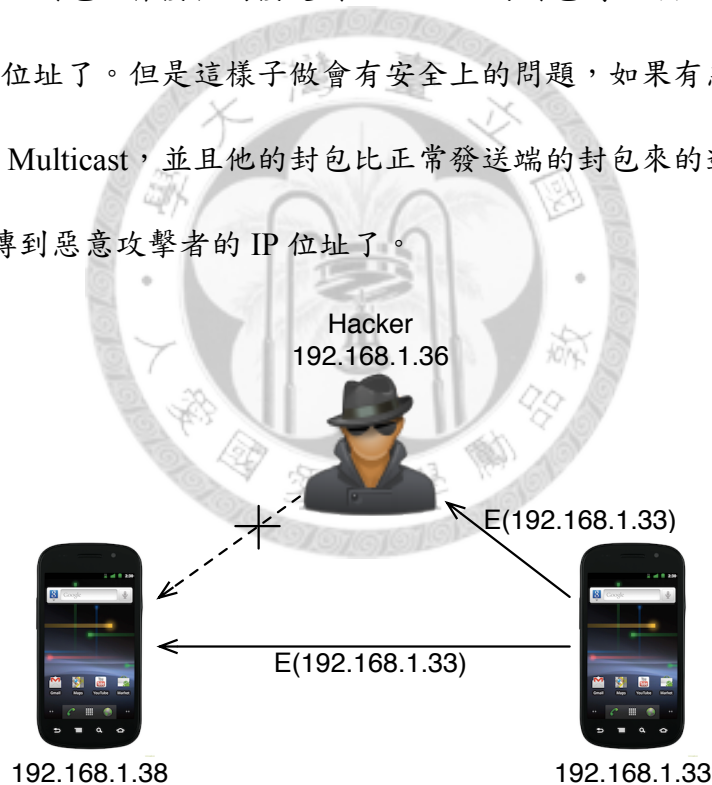 位址了。但是這樣子做會有安全上的問題，如果有
Multicast，並且他的封包比正常發送端的封包來的
傳到惡意攻擊者的 IP 位址了。
Hacker
192.168.1.36
E(192.168.1.33)
E(192.168.1.33)
192.168.1.38
192.168.1.33